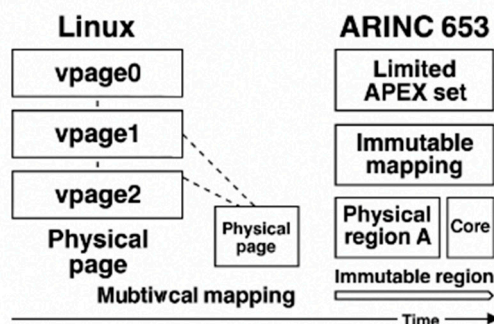 Linux
vpage0
vpage1
vpage2
Physical
page
Physical
page
Mubtiwcal mapping
ARINC 653
Limited
APEX set
Immutable
mapping
Physical
region A
Core
Immutable region
Time